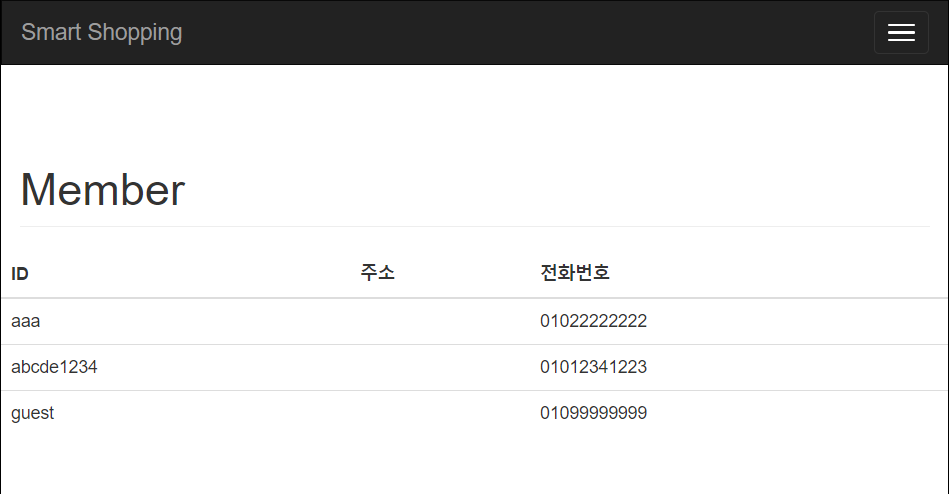 Smart Shopping
Member
ID 주소 전화번호
aaa 01022222222
abcde1234 01012341223
guest 01099999999